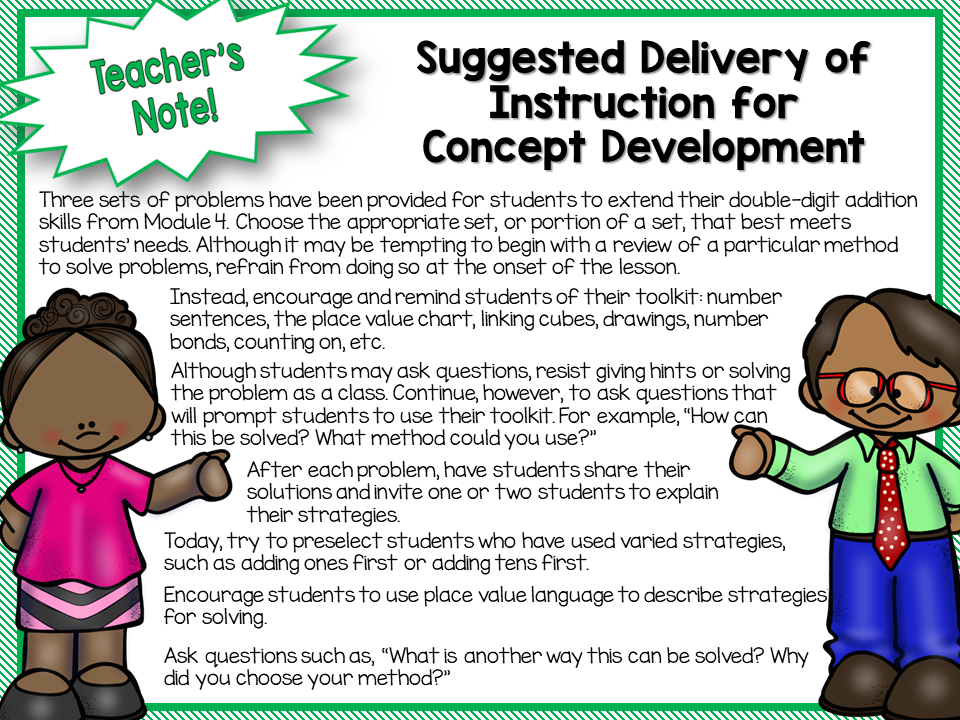 Teacher's
Note!
Suggested Delivery of
Instruction for
Concept Development
Three sets of problems have been provided for students to extend their double-digit addition
skills from Module 4. Choose the appropriate set, or portion of a set, that best meets
students' needs. Although it may be tempting to begin with a review of a particular method
to solve problems, refrain from doing so at the onset of the lesson.
Instead, encourage and remind students of their toolkit: number
sentences, the place value chart, linking cubes, drawings, number
bonds, counting on, etc.
Although students may ask questions, resist giving hints or solving
the problem as a class. Continue, however, to ask questions that
will prompt students to use their toolkit. For example, "How can
this be solved? What method could you use?"
After each problem, have students share their
solutions and invite one or two students to explain
their strategies.
Today, try to preselect students who have used varied strategies,
such as adding ones first or adding tens first.
Encourage students to use place value language to describe strategies
for solving.
Ask questions such as, "What is another way this can be solved? Why
did you choose your method?"